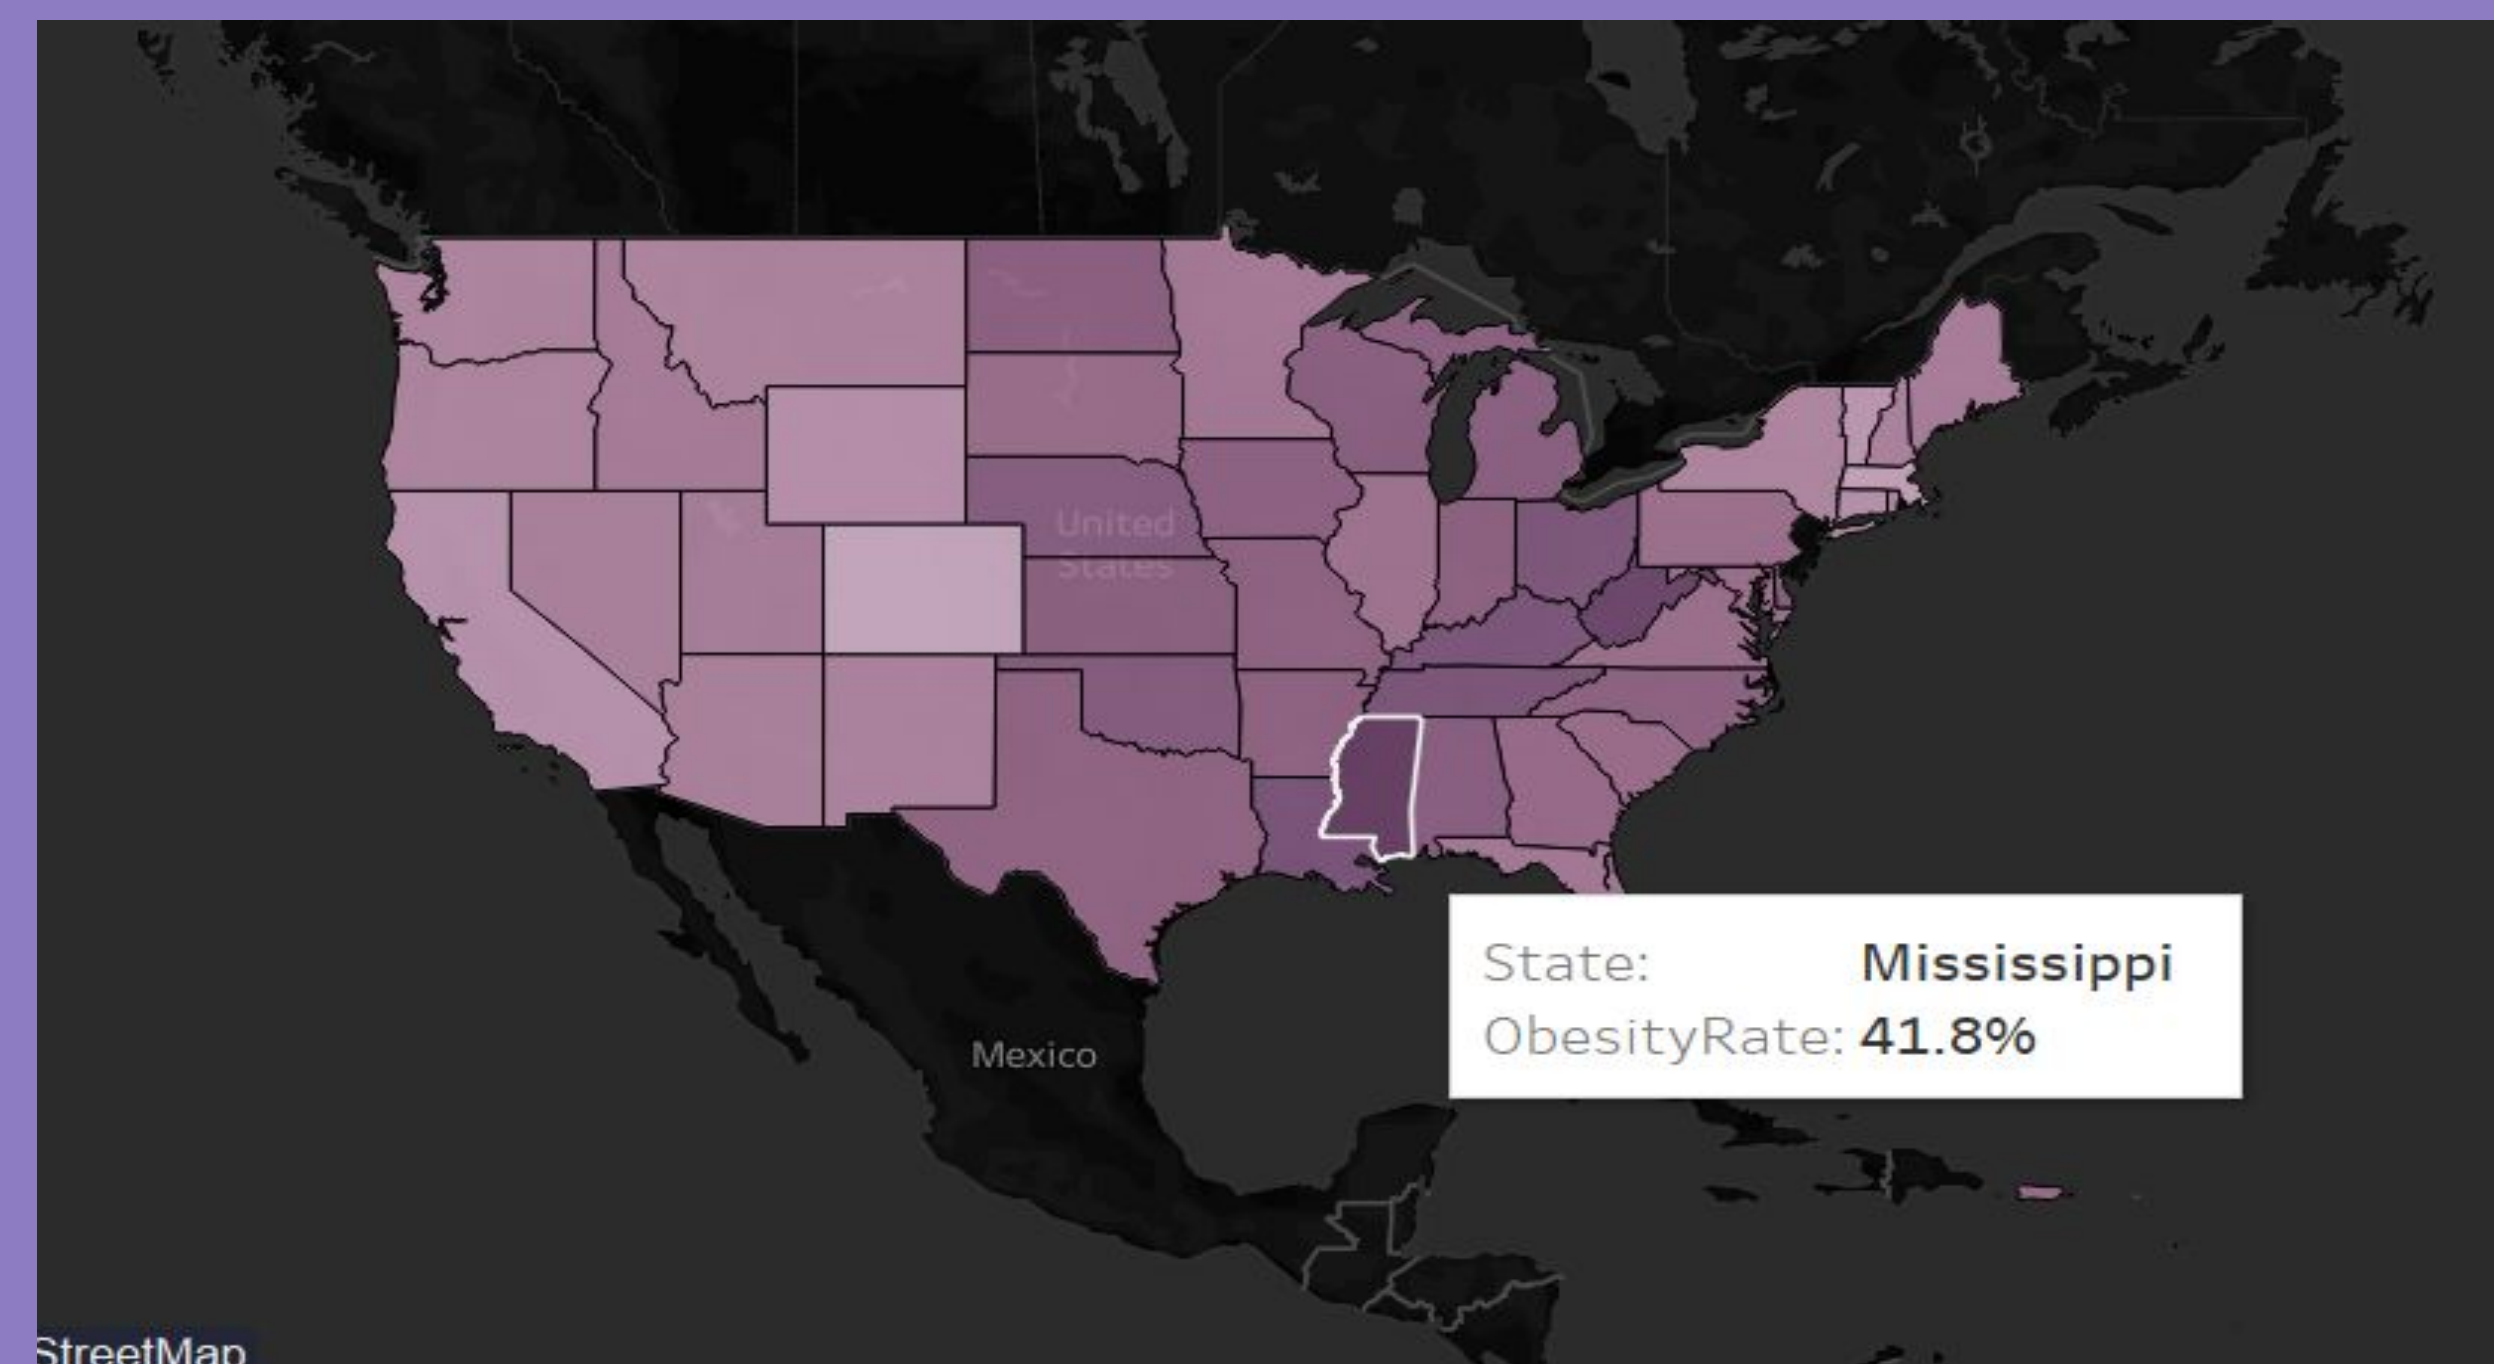 United
States
State: Mississippi
ObesityRate: 41.8%
Mexico
StreetMap